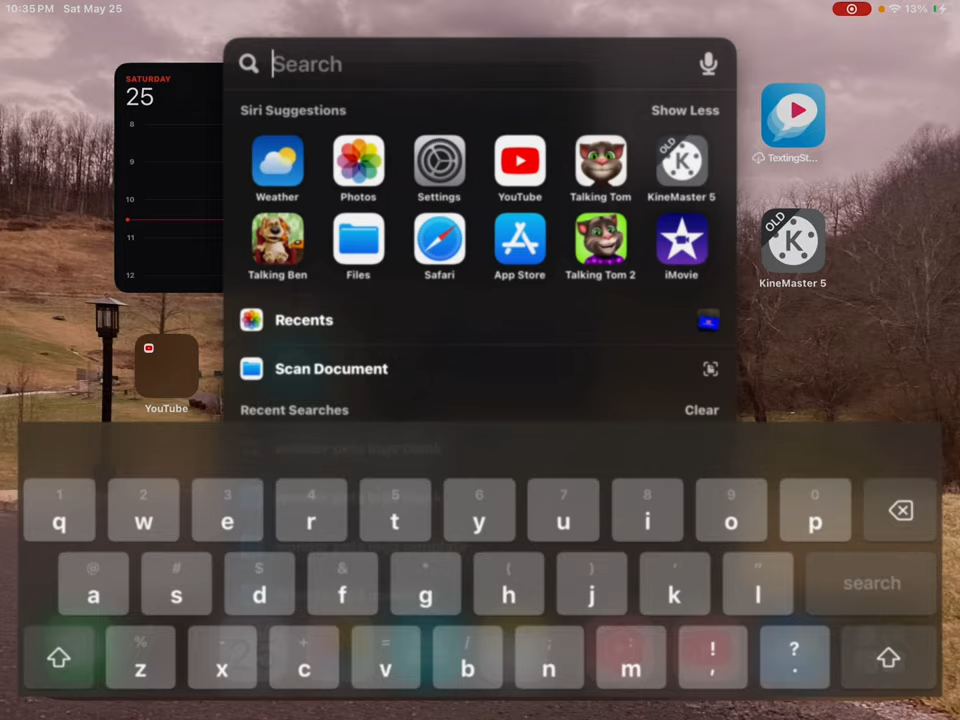 10:35 PM Sat May 25
13%
Search
Siri Suggestions Show Less
Weather Photos Settings YouTube Talking Tom KineMaster 5
Talking Ben Files Safari App Store Talking Tom 2 iMovie
Recents
Scan Document
Recent Searches Clear
SATURDAY
25
8
9
10
11
12
YouTube
TextingSt...
OLD
K
KineMaster 5
1 2 3 4 5 6 7 8 9 0
q w e r t y u i o p
@ # $ & * ( ) ' "
a s d f g h j k l search
% - + = / ; : ! ?
z x c v b n m , .